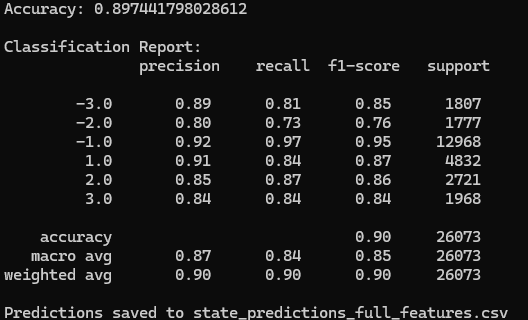 Accuracy: 0.897441798028612
Classification Report:
precision recall f1-score support
-3.0 0.89 0.81 0.85 1807
-2.0 0.80 0.73 0.76 1777
-1.0 0.92 0.97 0.95 12968
1.0 0.91 0.84 0.87 4832
2.0 0.85 0.87 0.86 2721
3.0 0.84 0.84 0.84 1968
accuracy 0.90 26073
macro avg 0.87 0.84 0.85 26073
weighted avg 0.90 0.90 0.90 26073
Predictions saved to state_predictions_full_features.csv